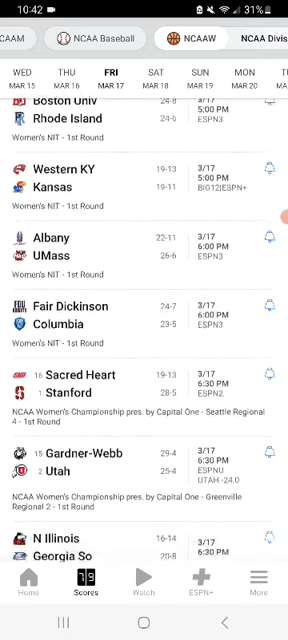 10:42
31%
CAAM
NCAA Baseball
NCAAW
NCAA Divis
WED
MAR 15
THU
MAR 16
FRI
MAR 17
SAT
MAR 18
SUN
MAR 19
MON
MAR 20
Boston Univ 24-8
Rhode Island 24-6
3/17
5:00 PM
ESPN3
Women's NIT - 1st Round
Western KY 19-13
Kansas 19-11
3/17
5:00 PM
BIG12|ESPN+
Women's NIT - 1st Round
Albany 22-11
UMass 26-6
3/17
6:00 PM
ESPN3
Women's NIT - 1st Round
Fair Dickinson 24-7
Columbia 23-5
3/17
6:00 PM
ESPN3
Women's NIT - 1st Round
16 Sacred Heart 19-13
1 Stanford 28-5
3/17
6:30 PM
ESPN2
NCAA Women's Championship pres. by Capital One - Seattle Regional
4 - 1st Round
15 Gardner-Webb 29-4
2 Utah 25-4
3/17
6:30 PM
ESPNU
UTAH -24.0
NCAA Women's Championship pres. by Capital One - Greenville
Regional 2 - 1st Round
N Illinois 16-14
Georgia So 20-8
3/17
6:30 PM
Home
Scores
Watch
ESPN+
More